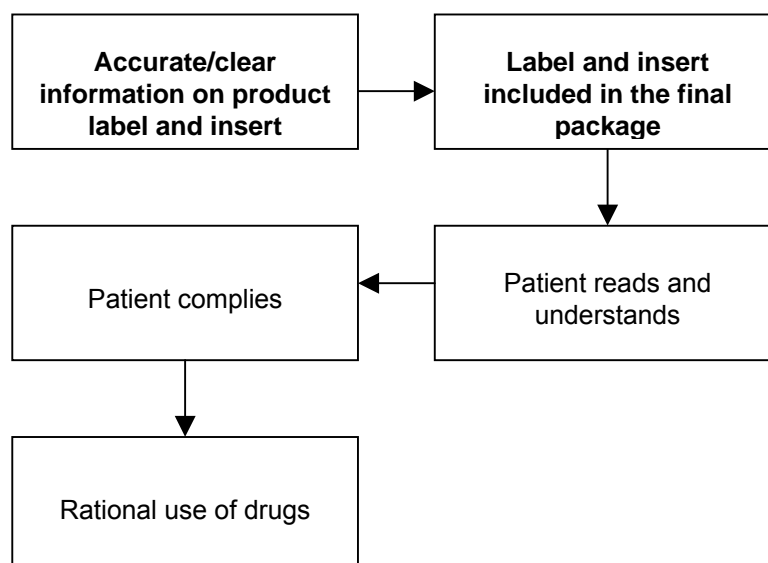 Accurate/clear
information on product
label and insert
Label and insert
included in the final
package
Patient reads and
understands
Patient complies
Rational use of drugs